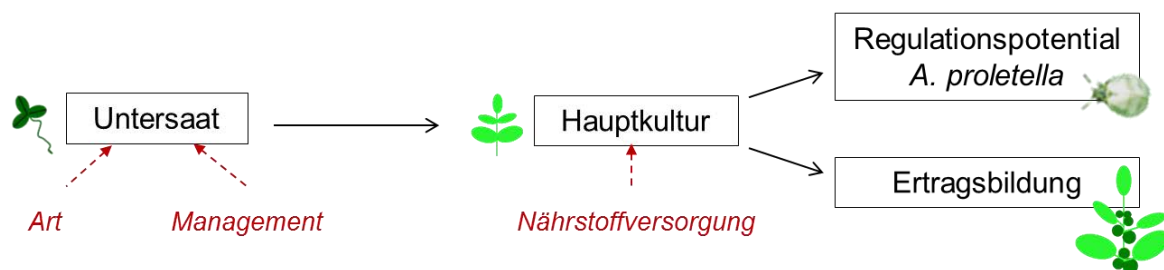 Regulationspotential
A. proletella
Untersaat
Hauptkultur
Ertragsbildung
Art
Management
Nährstoffversorgung